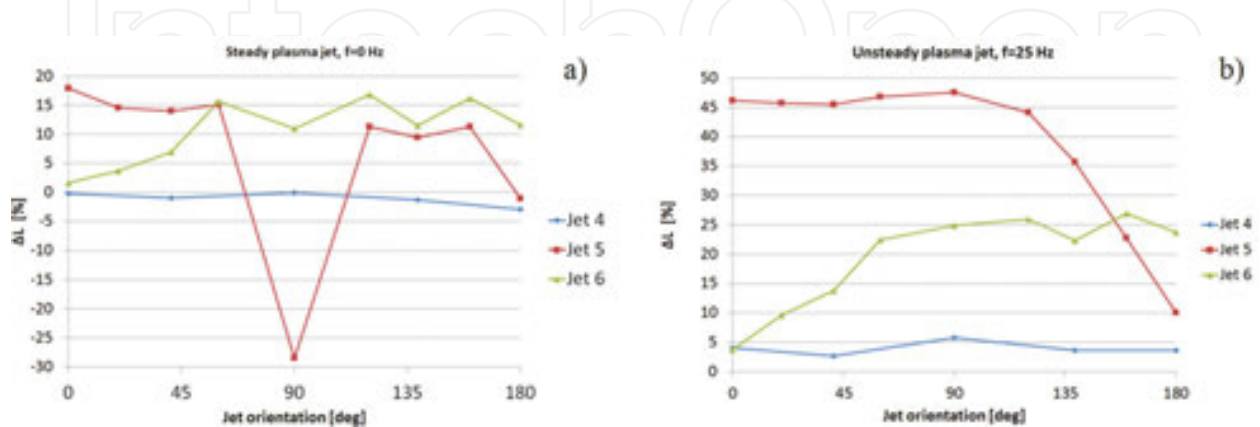 IntechOpen
Steady plasma jet, f=0 Hz
a)
20
15
10
5
0
-5
-10
-15
-20
-25
-30
ΔL [%]
0 45 90 135 180
Jet orientation [deg]
Jet 4
Jet 5
Jet 6
Unsteady plasma jet, f=25 Hz
b)
50
45
40
35
30
25
20
15
10
5
0
ΔL [%]
0 45 90 135 180
Jet orientation [deg]
Jet 4
Jet 5
Jet 6